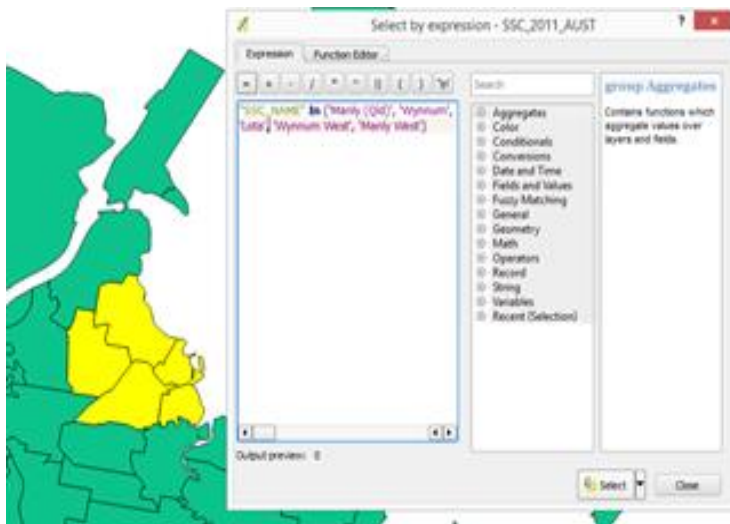 Select by expression - SSC_2011_AUST
Expression
Function Editor
= + - / * ^ || ( ) '\n'
"SSC_NAME" In ('Manly (Qld)', 'Wynnum',
'Lota', 'Wynnum West', 'Manly West')
Search
Aggregates
Color
Conditionals
Conversions
Date and Time
Fields and Values
Fuzzy Matching
General
Geometry
Math
Operators
Record
String
Variables
Recent (Selection)
group Aggregates
Contains functions which
aggregate values over
layers and fields.
Output preview: 0
Select
Close